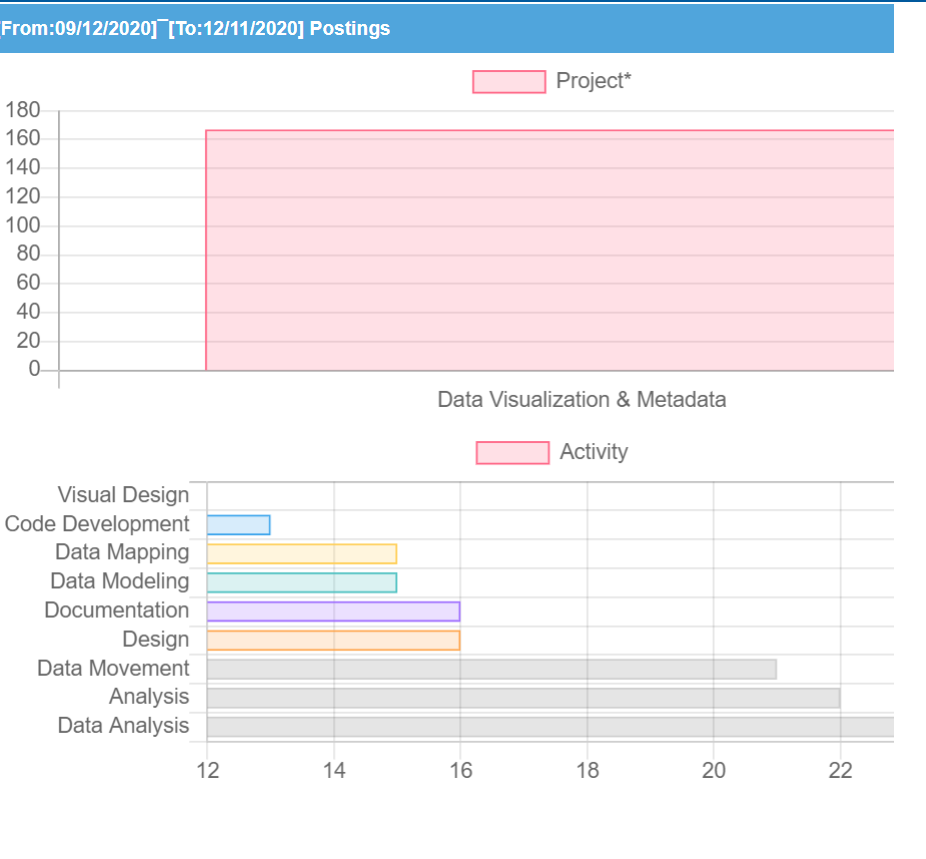 [From:09/12/2020]¯[To:12/11/2020] Postings
Project*
180
160
140
120
100
80
60
40
20
0
Data Visualization & Metadata
Activity
Visual Design
Code Development
Data Mapping
Data Modeling
Documentation
Design
Data Movement
Analysis
Data Analysis
12 14 16 18 20 22